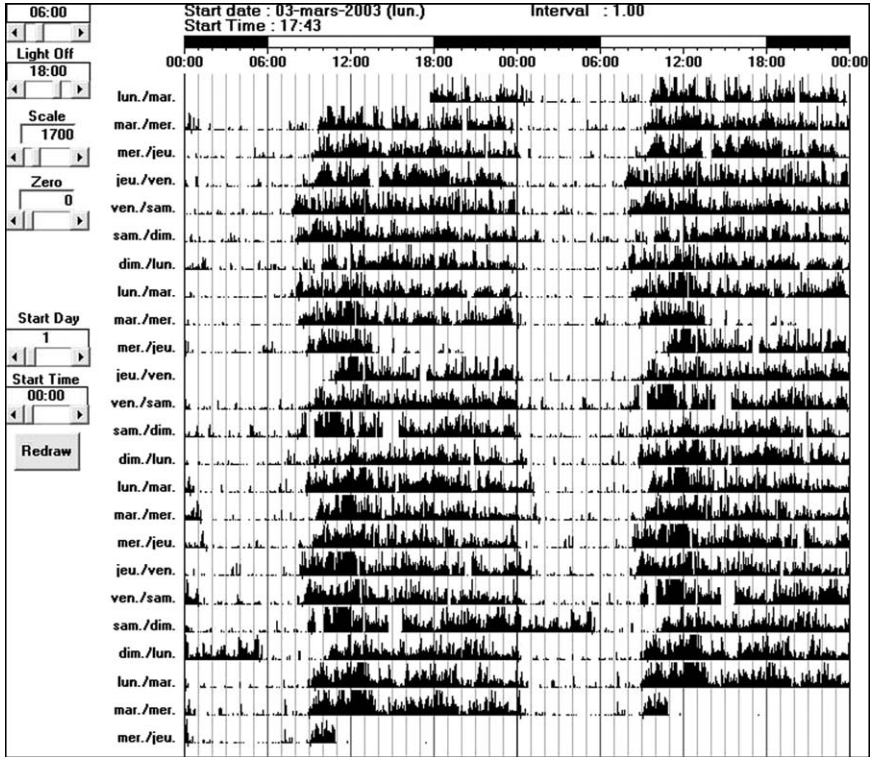 06:00
Start date : 03-mars-2003 (lun.) Interval : 1.00
Start Time : 17:43
Light Off
18:00
00:00 06:00 12:00 18:00 00:00 06:00 12:00 18:00 00:00
Scale
1700
Zero
0
Start Day
1
Start Time
00:00
Redraw
lun./mar.
mar./mer.
mer./jeu.
jeu./ven.
ven./sam.
sam./dim.
dim./lun.
lun./mar.
mar./mer.
mer./jeu.
jeu./ven.
ven./sam.
sam./dim.
dim./lun.
lun./mar.
mar./mer.
mer./jeu.
jeu./ven.
ven./sam.
sam./dim.
dim./lun.
lun./mar.
mar./mer.
mer./jeu.